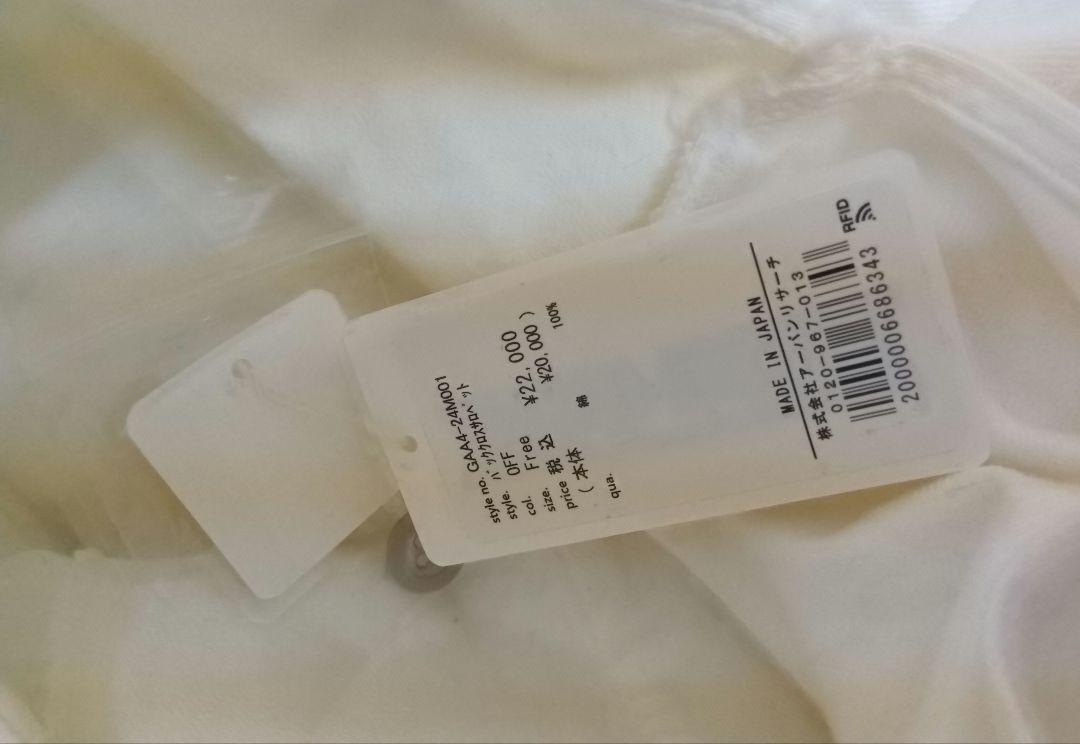 style no. GAA4-24M001
style. バッククロスサロペット
col. OFF
size. Free
price 税込 ¥22,000
(本体 ¥20,000)
qua. 綿 100%
MADE IN JAPAN
株式会社アーバンリサーチ
0120-967-013
2000006686343
RFID